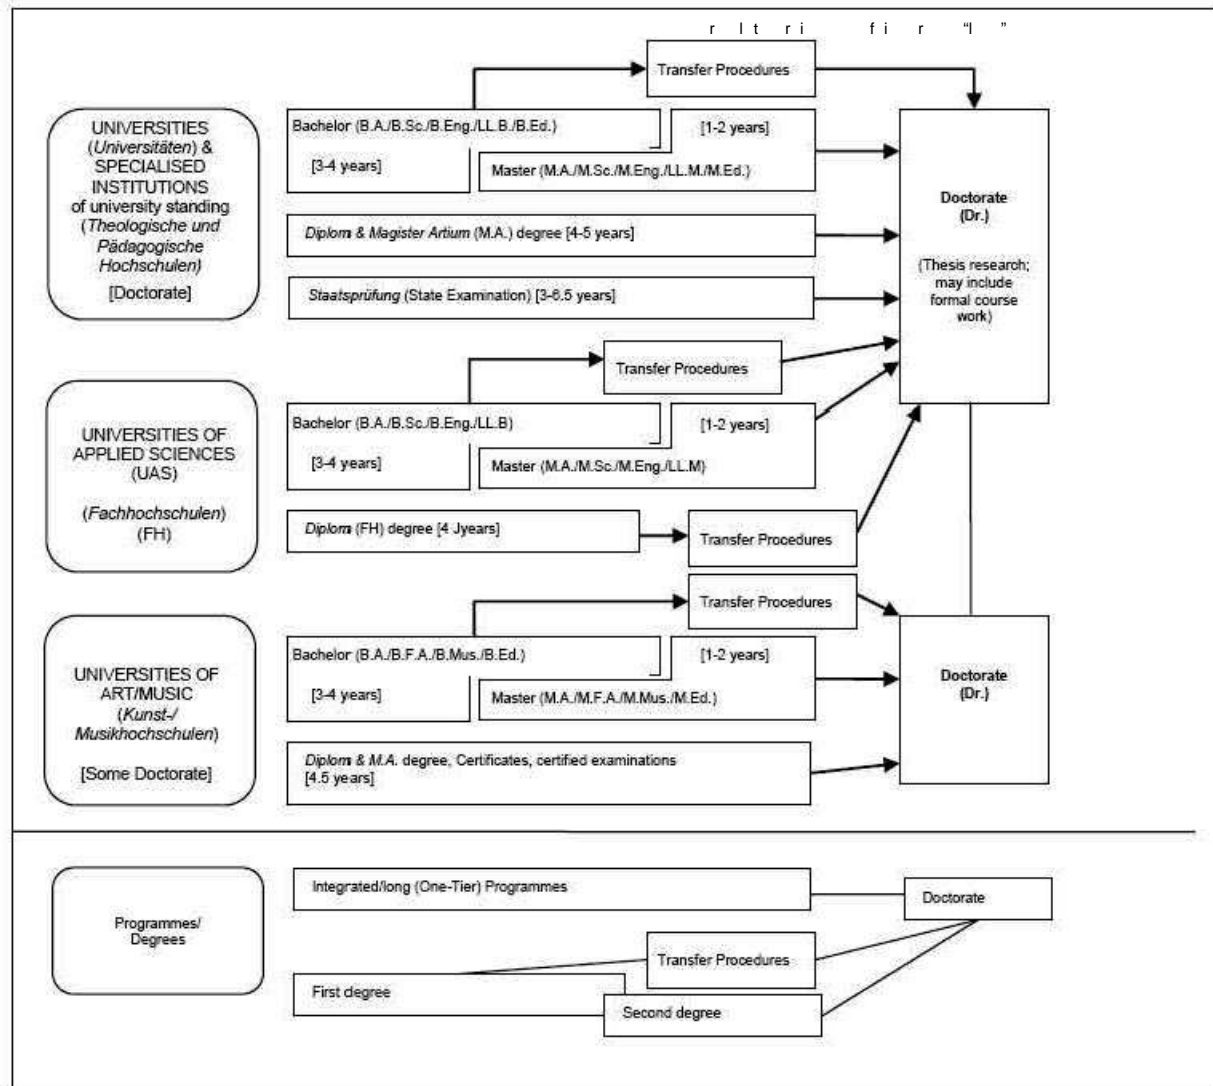 Transfer Procedures
UNIVERSITIES
(Universitäten) &
SPECIALISED
INSTITUTIONS
of university standing
(Theologische und
Pädagogische
Hochschulen)
[Doctorate]
Bachelor (B.A./B.Sc./B.Eng./LL.B./B.Ed.)
[1-2 years]
[3-4 years]
Master (M.A./M.Sc./M.Eng./LL.M./M.Ed.)
Diplom & Magister Artium (M.A.) degree [4-5 years]
Staatsprüfung (State Examination) [3-6.5 years]
Doctorate
(Dr.)
(Thesis research;
may include
formal course
work)
Transfer Procedures
UNIVERSITIES OF
APPLIED SCIENCES
(UAS)
(Fachhochschulen)
(FH)
Bachelor (B.A./B.Sc./B.Eng./LL.B)
[1-2 years]
[3-4 years]
Master (M.A./M.Sc./M.Eng./LL.M)
Diplom (FH) degree [4 Jyears]
Transfer Procedures
Transfer Procedures
UNIVERSITIES OF
ART/MUSIC
(Kunst-/
Musikhochschulen)
[Some Doctorate]
Bachelor (B.A./B.F.A./B.Mus./B.Ed.)
[1-2 years]
[3-4 years]
Master (M.A./M.F.A./M.Mus./M.Ed.)
Diplom & M.A. degree, Certificates, certified examinations
[4.5 years]
Doctorate
(Dr.)
Programmes/
Degrees
Integrated/long (One-Tier) Programmes
Doctorate
Transfer Procedures
First degree
Second degree